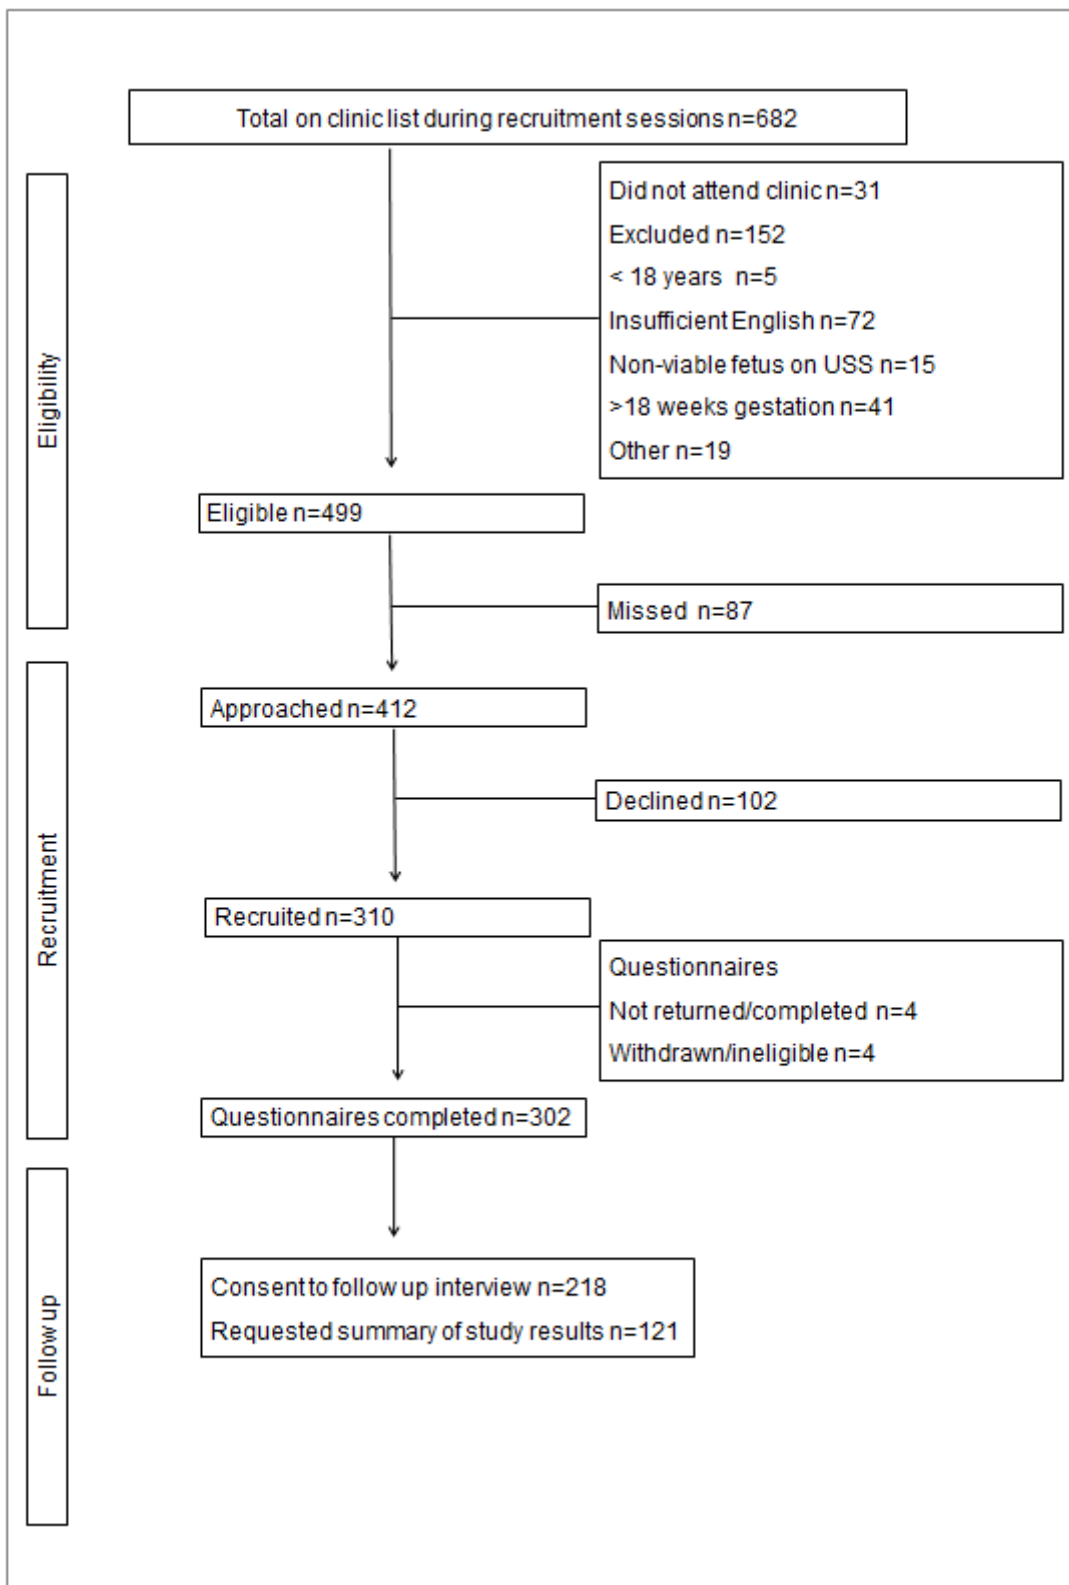 Total on clinic list during recruitment sessions n=682
Eligibility
Did not attend clinic n=31
Excluded n=152
< 18 years n=5
Insufficient English n=72
Non-viable fetus on USS n=15
>18 weeks gestation n=41
Other n=19
Eligible n=499
Missed n=87
Recruitment
Approached n=412
Declined n=102
Recruited n=310
Questionnaires
Not returned/completed n=4
Withdrawn/ineligible n=4
Questionnaires completed n=302
Follow up
Consent to follow up interview n=218
Requested summary of study results n=121